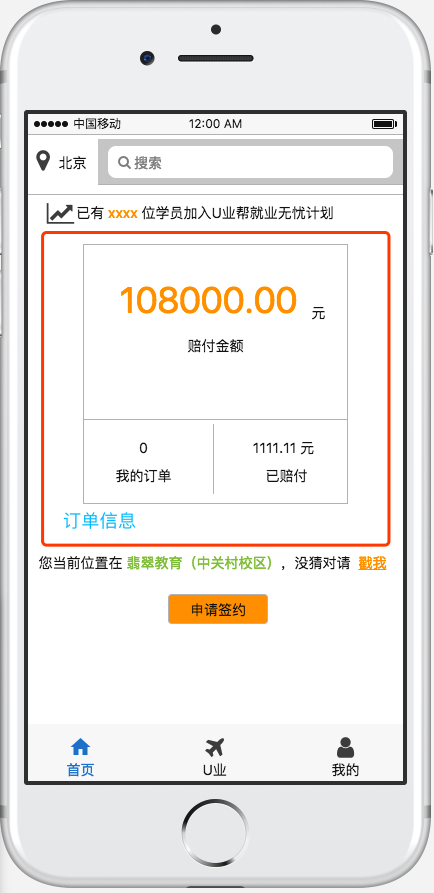 中国移动 12:00 AM
北京 搜索
已有 xxxx 位学员加入U业帮就业无忧计划
108000.00 元
赔付金额
0 1111.11 元
我的订单 已赔付
订单信息
您当前位置在 翡翠教育（中关村校区），没猜对请 戳我
申请签约
首页 U业 我的